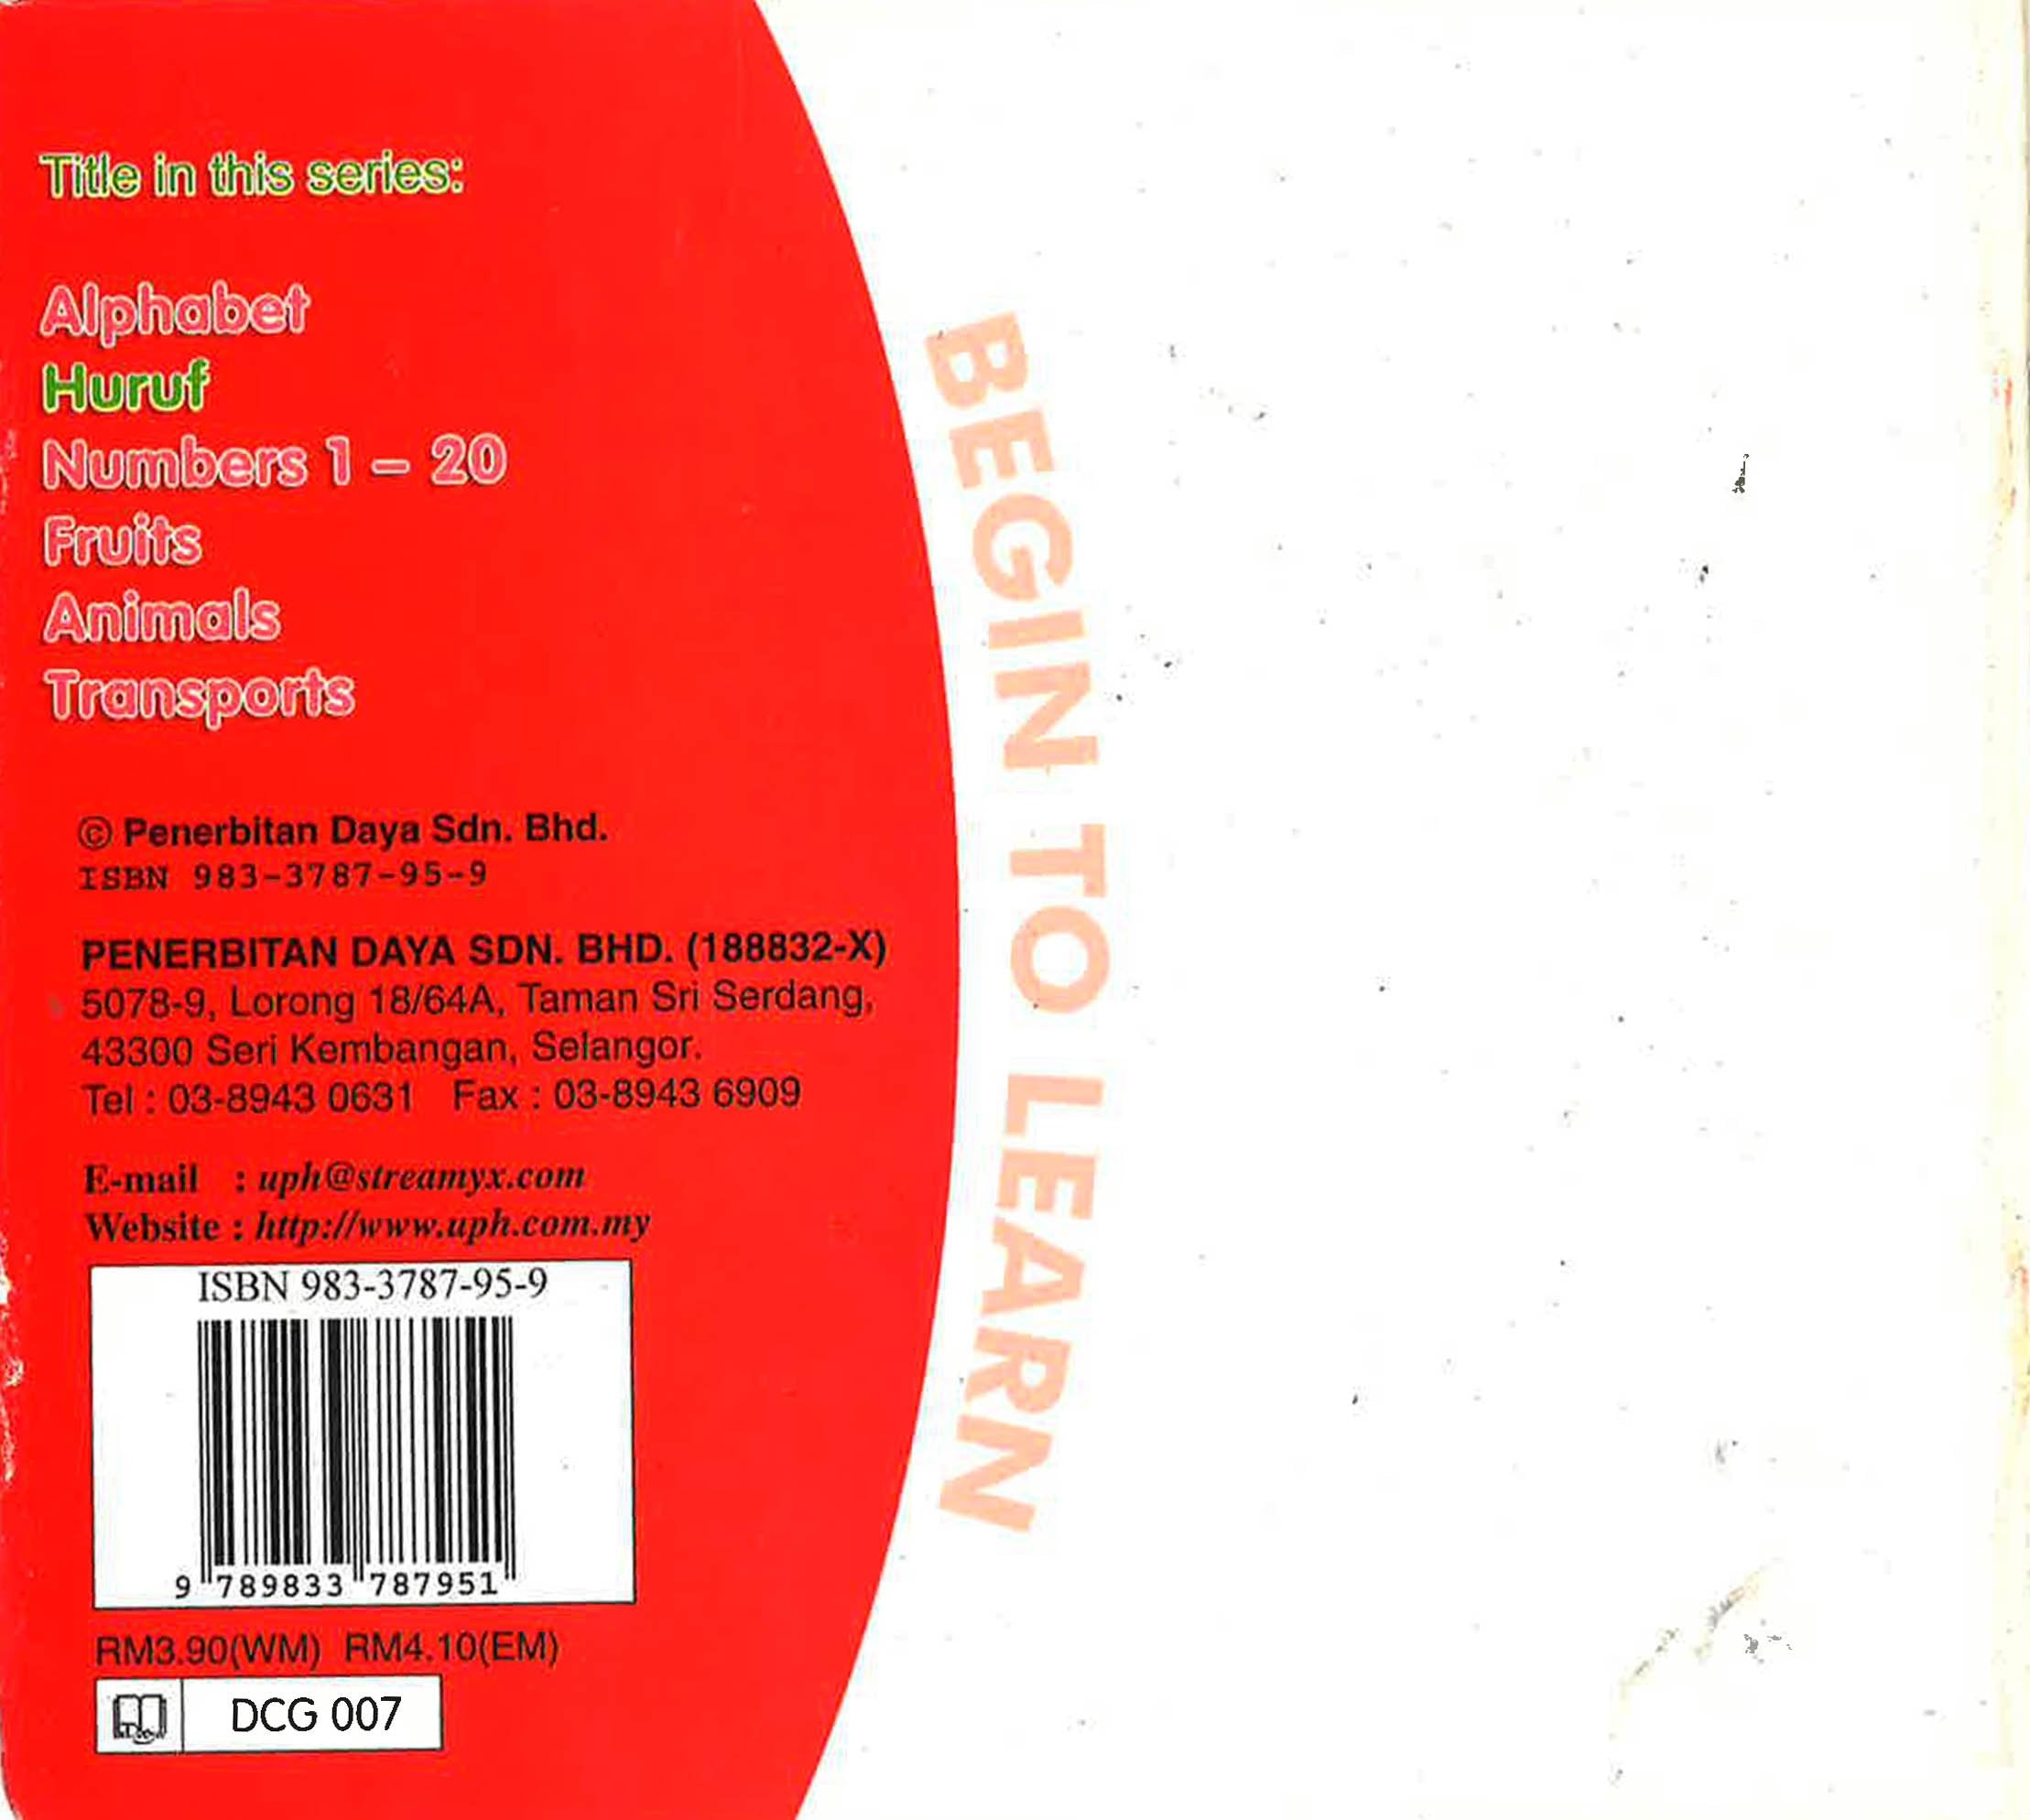 Title in this series:
Alphabet
Huruf
Numbers 1 – 20
Fruits
Animals
Transports
© Penerbitan Daya Sdn. Bhd.
ISBN 983-3787-95-9
PENERBITAN DAYA SDN. BHD. (188832-X)
5078-9, Lorong 18/64A, Taman Sri Serdang,
43300 Seri Kembangan, Selangor.
Tel : 03-8943 0631 Fax : 03-8943 6909
E-mail : uph@streamyx.com
Website : http://www.uph.com.my
ISBN 983-3787-95-9
9 789833 787951
RM3.90(WM) RM4.10(EM)
DCG 007
BEGIN TO LEARN